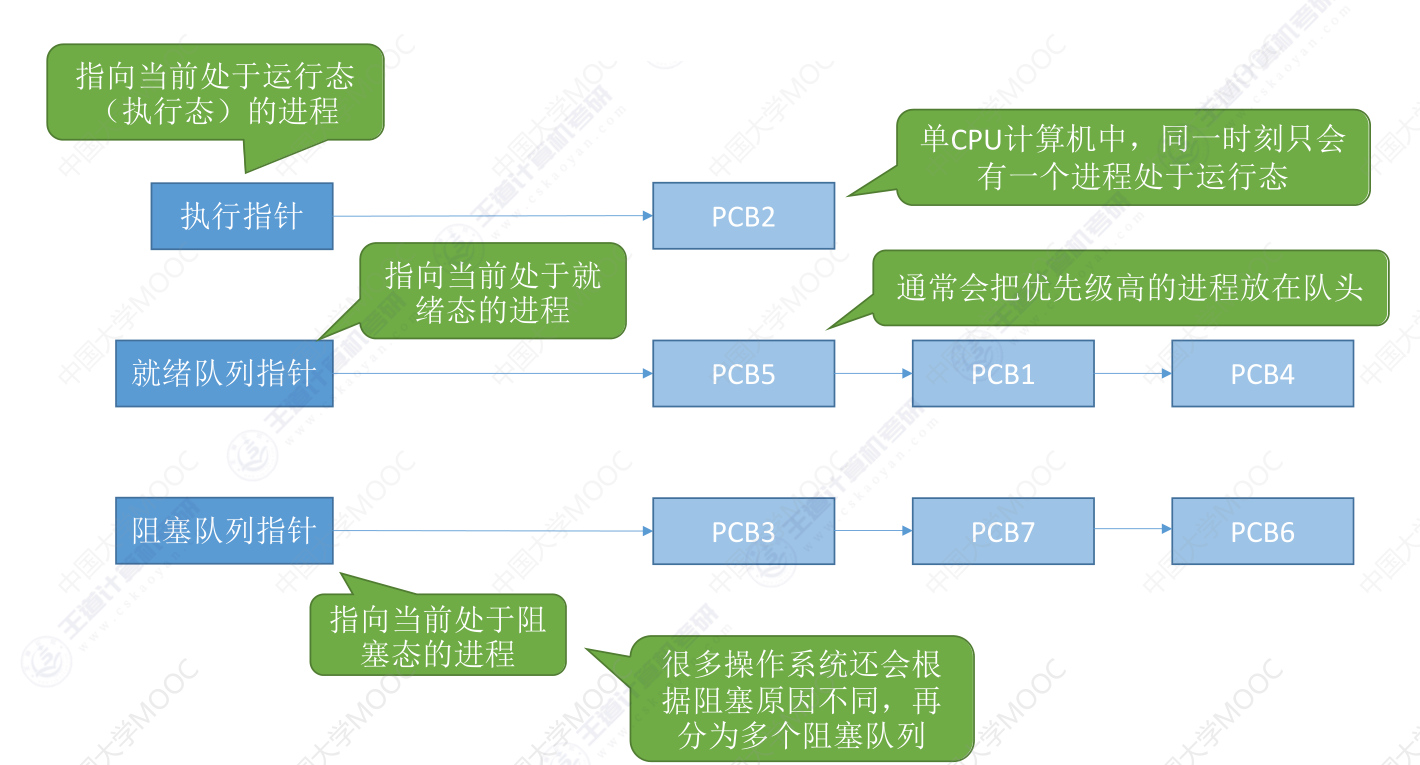 指向当前处于运行态
（执行态）的进程
单CPU计算机中，同一时刻只会
有一个进程处于运行态
执行指针
PCB2
指向当前处于就
绪态的进程
通常会把优先级高的进程放在队头
就绪队列指针
PCB5
PCB1
PCB4
阻塞队列指针
PCB3
PCB7
PCB6
指向当前处于阻
塞态的进程
很多操作系统还会根
据阻塞原因不同，再
分为多个阻塞队列
中国大学MOOC
王道计算机考研
www.cskaoyan.com